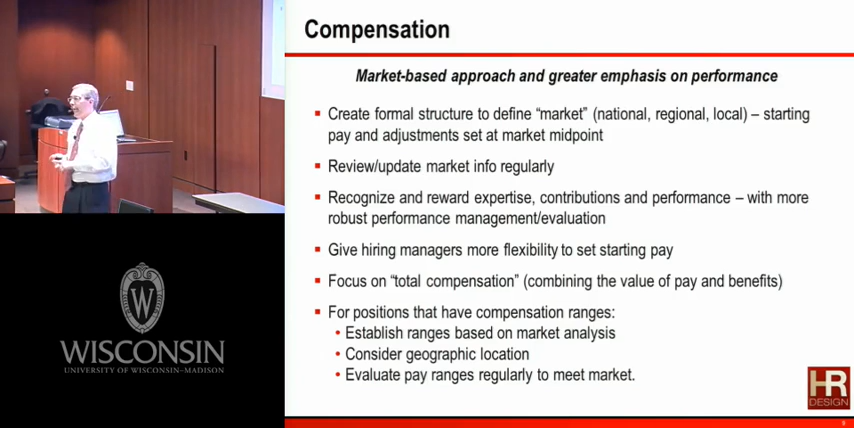 Compensation
Market-based approach and greater emphasis on performance
▪ Create formal structure to define “market” (national, regional, local) – starting
pay and adjustments set at market midpoint
▪ Review/update market info regularly
▪ Recognize and reward expertise, contributions and performance – with more
robust performance management/evaluation
▪ Give hiring managers more flexibility to set starting pay
▪ Focus on “total compensation” (combining the value of pay and benefits)
▪ For positions that have compensation ranges:
• Establish ranges based on market analysis
• Consider geographic location
• Evaluate pay ranges regularly to meet market.
W
WISCONSIN
UNIVERSITY OF WISCONSIN–MADISON
HR
DESIGN
9